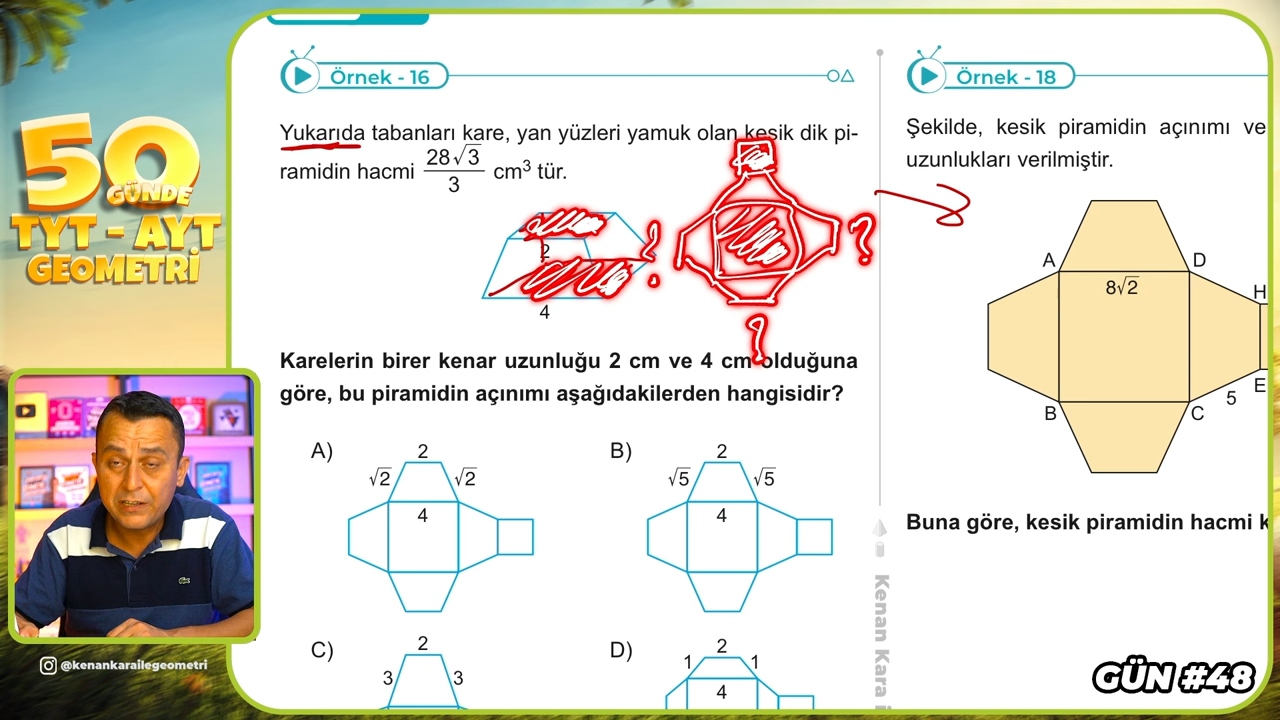 50
GÜNDE
TYT - AYT
GEOMETRİ
@kenankarailegeometri
Örnek - 16
Yukarıda tabanları kare, yan yüzleri yamuk olan kesik dik pi-
ramidin hacmi 28√3/3 cm³ tür.
2
4
?
?
?
Karelerin birer kenar uzunluğu 2 cm ve 4 cm olduğuna
göre, bu piramidin açınımı aşağıdakilerden hangisidir?
A)
2
√2 √2
4
B)
2
√5 √5
4
C)
2
3 3
D)
2
1 1
4
Kenan Kara
Örnek - 18
Şekilde, kesik piramidin açınımı ve
uzunlukları verilmiştir.
A D
8√2
H
E
5
B C
Buna göre, kesik piramidin hacmi k
GÜN #48